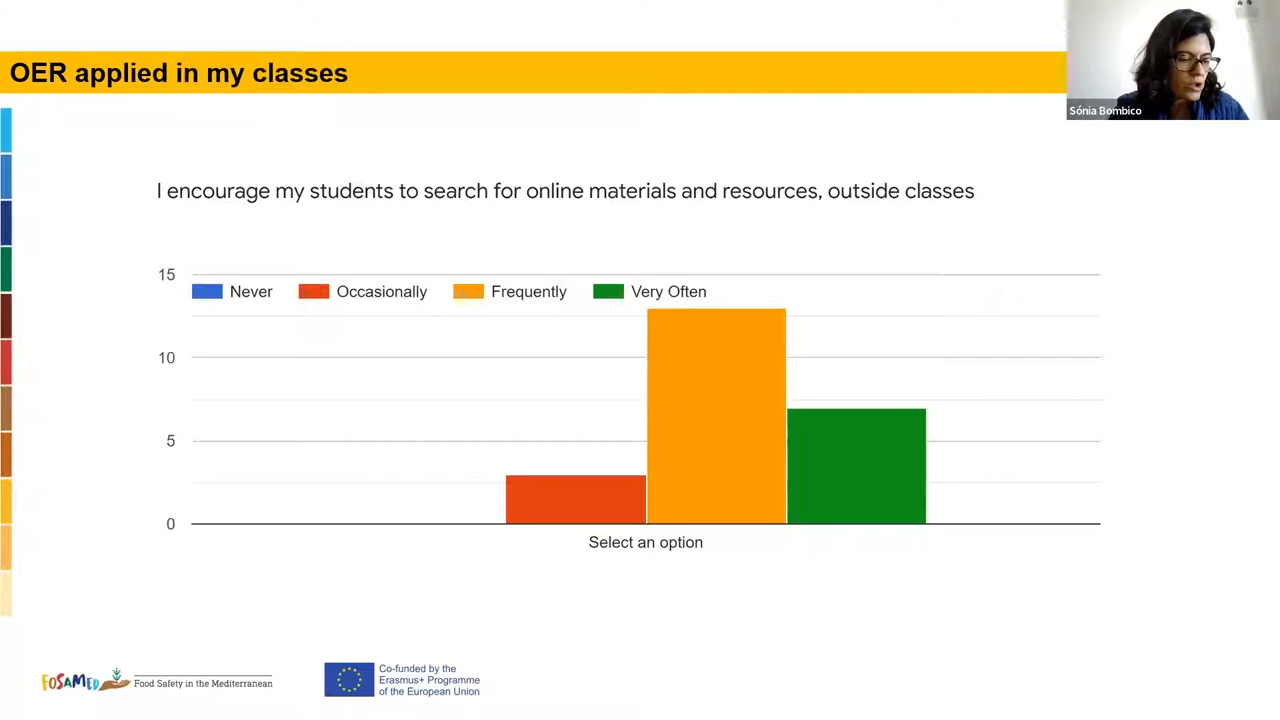 OER applied in my classes
Sónia Bombico
I encourage my students to search for online materials and resources, outside classes
15
Never Occasionally Frequently Very Often
10
5
0
Select an option
FOSAMED Food Safety in the Mediterranean
Co-funded by the
Erasmus+ Programme
of the European Union